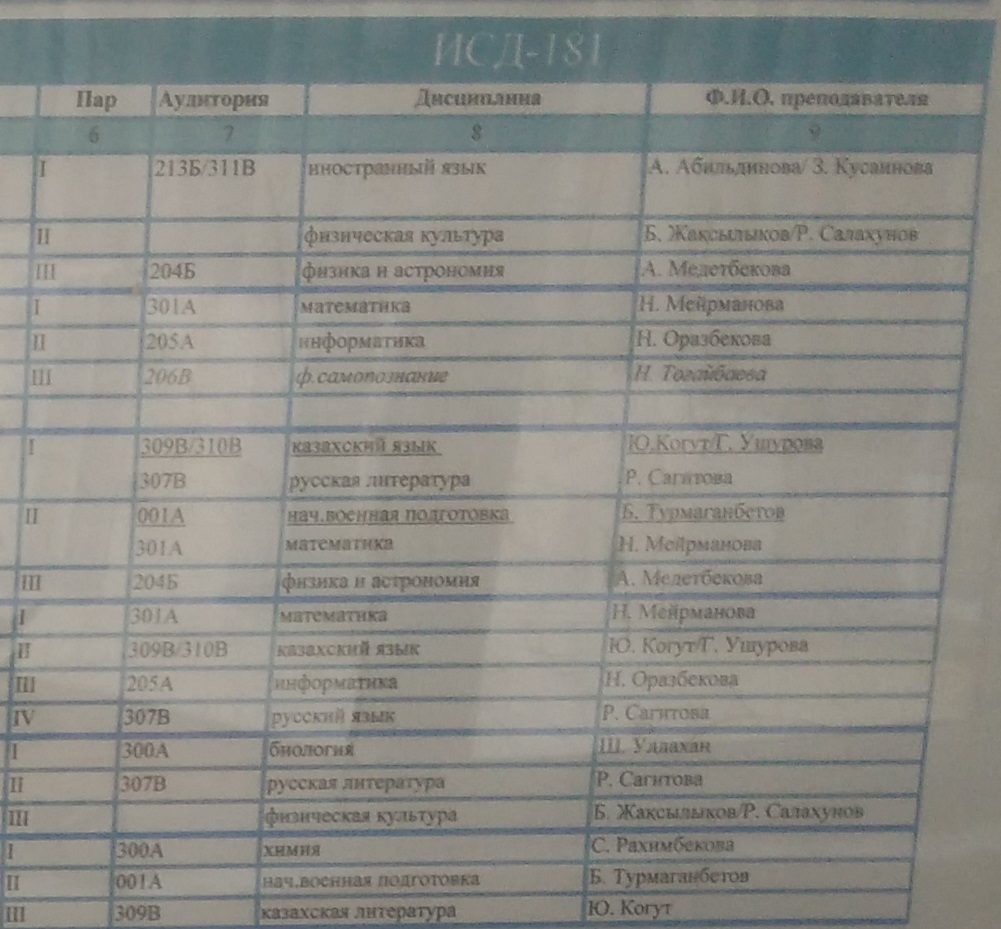 ИСД-181
Пар Аудитория Дисциплина Ф.И.О. преподавателя
6 7 8 9
I 213Б/311В иностранный язык А. Абильдинова/ З. Кусаинова
II физическая культура Б. Жаксылыков/Р. Салахунов
III 204Б физика и астрономия А. Медетбекова
I 301А математика Н. Мейрманова
II 205А информатика Н. Оразбекова
III 206В ф.самопознание Н. Тогайбаева
I 309В/310В казахский язык Ю.Когут/Г. Ушурова
307В русская литература Р. Сагитова
II 001А нач.военная подготовка Б. Турмаганбетов
301А математика Н. Мейрманова
III 204Б физика и астрономия А. Медетбекова
I 301А математика Н. Мейрманова
II 309В/310В казахский язык Ю. Когут/Г. Ушурова
III 205А информатика Н. Оразбекова
IV 307В русский язык Р. Сагитова
I 300А биология Ш. Удлахан
II 307В русская литература Р. Сагитова
III физическая культура Б. Жаксылыков/Р. Салахунов
I 300А химия С. Рахимбекова
II 001А нач.военная подготовка Б. Турмаганбетов
III 309В казахская литература Ю. Когут